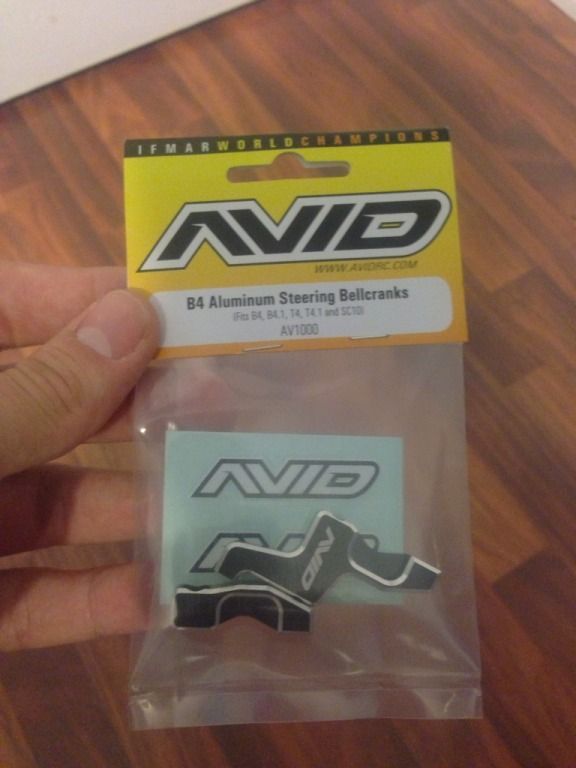 IFMARWORLDCHAMPIONS
AVID
WWW.AVIDRC.COM
B4 Aluminum Steering Bellcranks
(Fits B4, B4.1, T4, T4.1 and SC10)
AV1000
AVID
AVID
AVID